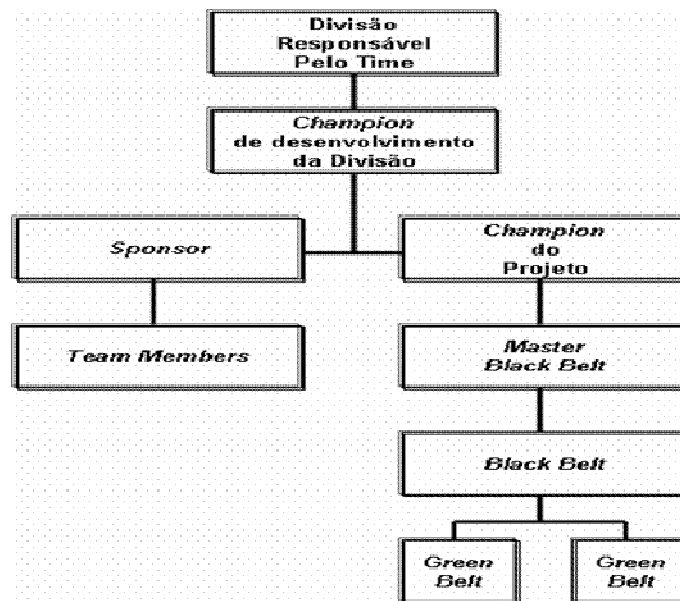 Divisão
Responsável
Pelo Time
Champion
de desenvolvimento
da Divisão
Sponsor
Champion
do
Projeto
Team Members
Master
Black Belt
Black Belt
Green
Belt
Green
Belt